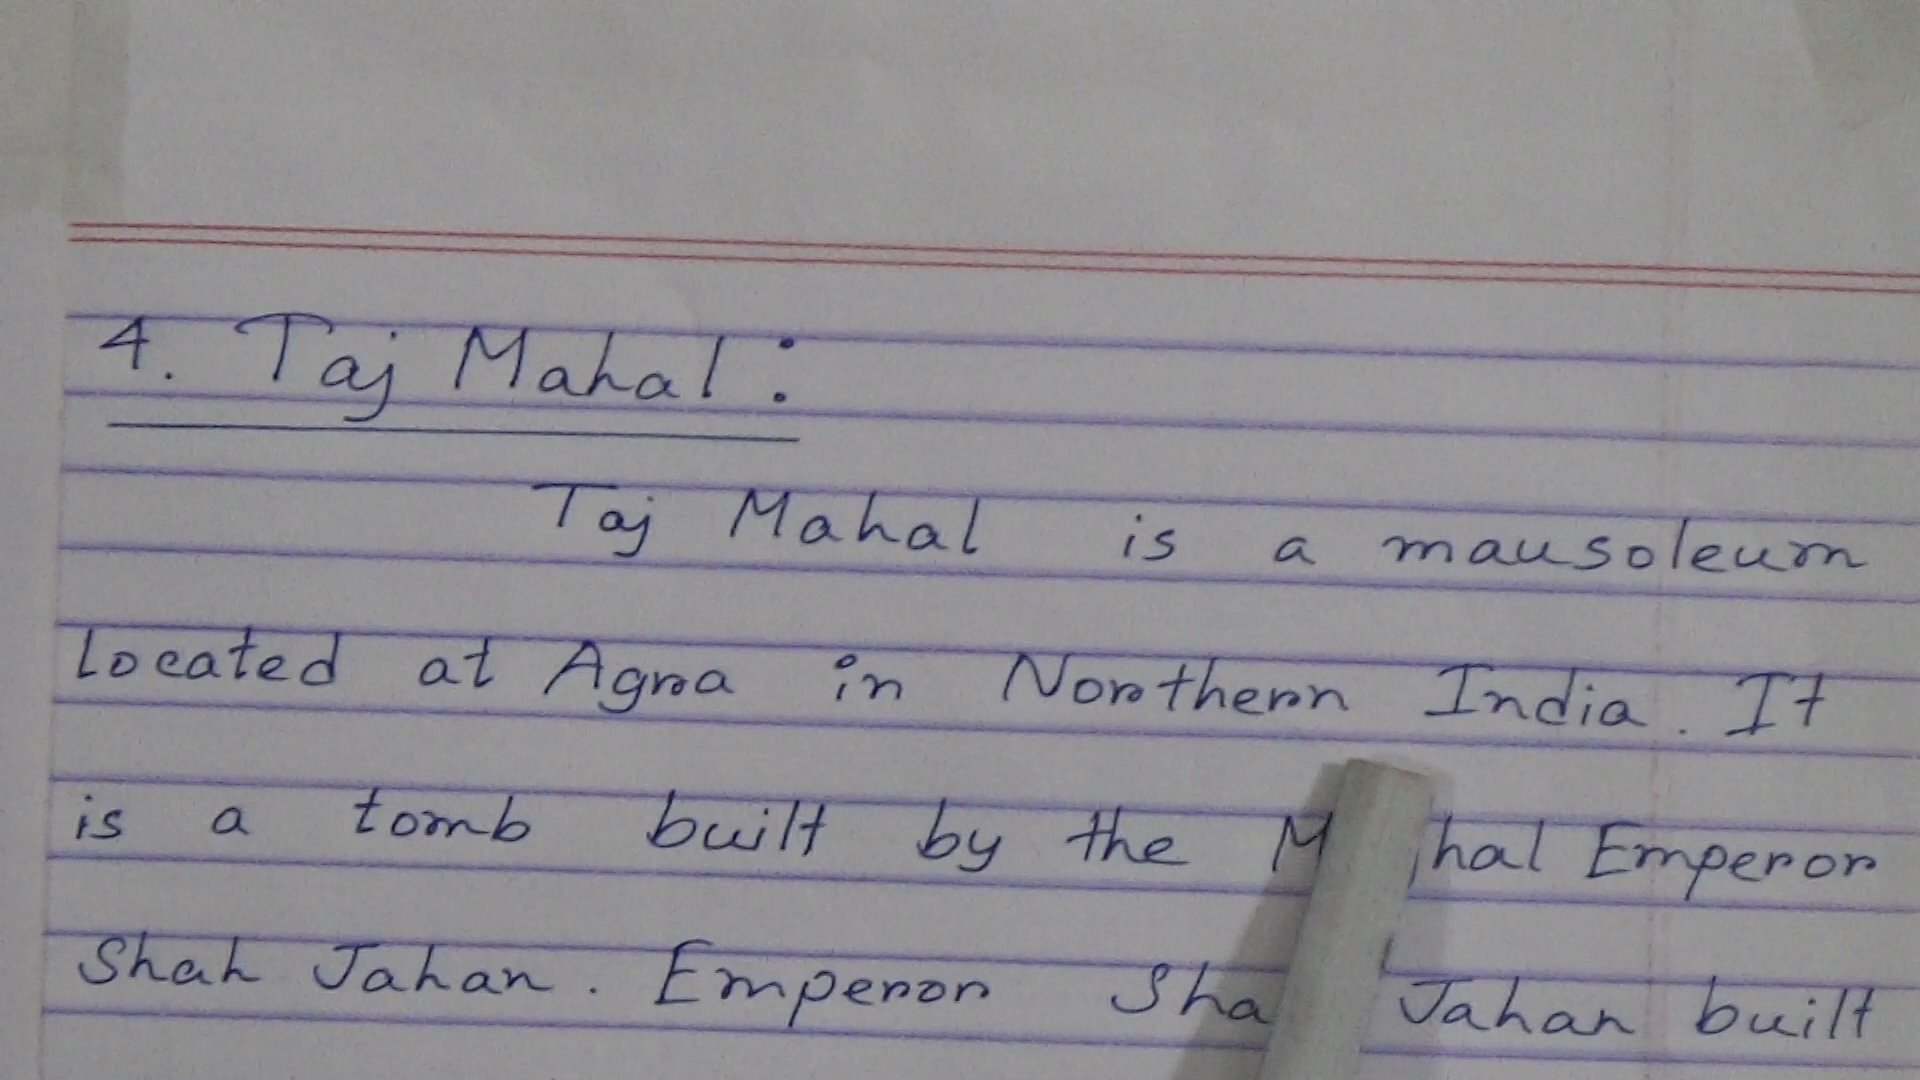 4. Taj Mahal :
Taj Mahal is a mausoleum
located at Agra in Northern India. It
is a tomb built by the Emperor
Shah Jahan. Emperor Jahan built